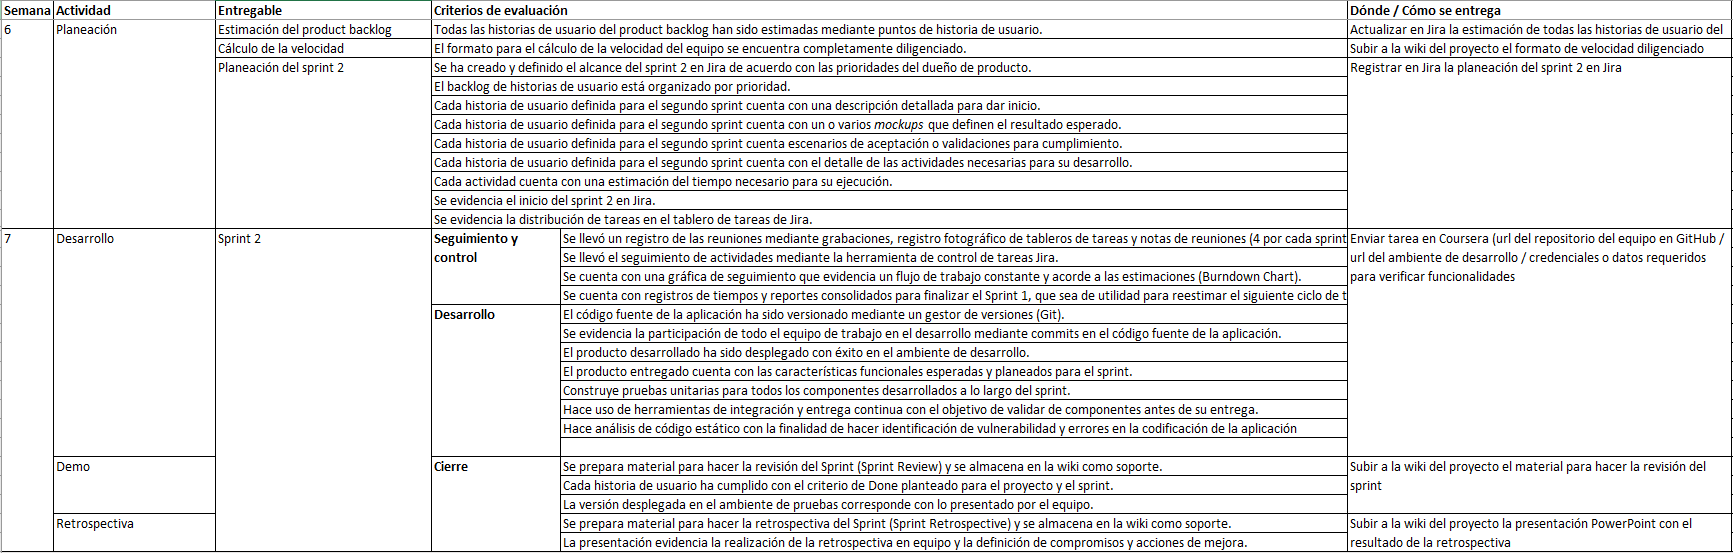 Semana Actividad Entregable Criterios de evaluación Dónde / Cómo se entrega
6 Planeación Estimación del product backlog Todas las historias de usuario del product backlog han sido estimadas mediante puntos de historia de usuario. Actualizar en Jira la estimación de todas las historias de usuario del
Cálculo de la velocidad El formato para el cálculo de la velocidad del equipo se encuentra completamente diligenciado. Subir a la wiki del proyecto el formato de velocidad diligenciado
Planeación del sprint 2 Se ha creado y definido el alcance del sprint 2 en Jira de acuerdo con las prioridades del dueño de producto. Registrar en Jira la planeación del sprint 2 en Jira
El backlog de historias de usuario está organizado por prioridad.
Cada historia de usuario definida para el segundo sprint cuenta con una descripción detallada para dar inicio.
Cada historia de usuario definida para el segundo sprint cuenta con un o varios mockups que definen el resultado esperado.
Cada historia de usuario definida para el segundo sprint cuenta escenarios de aceptación o validaciones para cumplimiento.
Cada historia de usuario definida para el segundo sprint cuenta con el detalle de las actividades necesarias para su desarrollo.
Cada actividad cuenta con una estimación del tiempo necesario para su ejecución.
Se evidencia el inicio del sprint 2 en Jira.
Se evidencia la distribución de tareas en el tablero de tareas de Jira.
7 Desarrollo Sprint 2 Seguimiento y Se llevó un registro de las reuniones mediante grabaciones, registro fotográfico de tableros de tareas y notas de reuniones (4 por cada sprint Enviar tarea en Coursera (url del repositorio del equipo en GitHub /
control Se llevó el seguimiento de actividades mediante la herramienta de control de tareas Jira. url del ambiente de desarrollo / credenciales o datos requeridos
Se cuenta con una gráfica de seguimiento que evidencia un flujo de trabajo constante y acorde a las estimaciones (Burndown Chart). para verificar funcionalidades
Se cuenta con registros de tiempos y reportes consolidados para finalizar el Sprint 1, que sea de utilidad para reestimar el siguiente ciclo de t
Desarrollo El código fuente de la aplicación ha sido versionado mediante un gestor de versiones (Git).
Se evidencia la participación de todo el equipo de trabajo en el desarrollo mediante commits en el código fuente de la aplicación.
El producto desarrollado ha sido desplegado con éxito en el ambiente de desarrollo.
El producto entregado cuenta con las características funcionales esperadas y planeados para el sprint.
Construye pruebas unitarias para todos los componentes desarrollados a lo largo del sprint.
Hace uso de herramientas de integración y entrega continua con el objetivo de validar de componentes antes de su entrega.
Hace análisis de código estático con la finalidad de hacer identificación de vulnerabilidad y errores en la codificación de la aplicación
Demo Cierre Se prepara material para hacer la revisión del Sprint (Sprint Review) y se almacena en la wiki como soporte. Subir a la wiki del proyecto el material para hacer la revisión del
Cada historia de usuario ha cumplido con el criterio de Done planteado para el proyecto y el sprint. sprint
La versión desplegada en el ambiente de pruebas corresponde con lo presentado por el equipo.
Retrospectiva Se prepara material para hacer la retrospectiva del Sprint (Sprint Retrospective) y se almacena en la wiki como soporte. Subir a la wiki del proyecto la presentación PowerPoint con el
La presentación evidencia la realización de la retrospectiva en equipo y la definición de compromisos y acciones de mejora. resultado de la retrospectiva